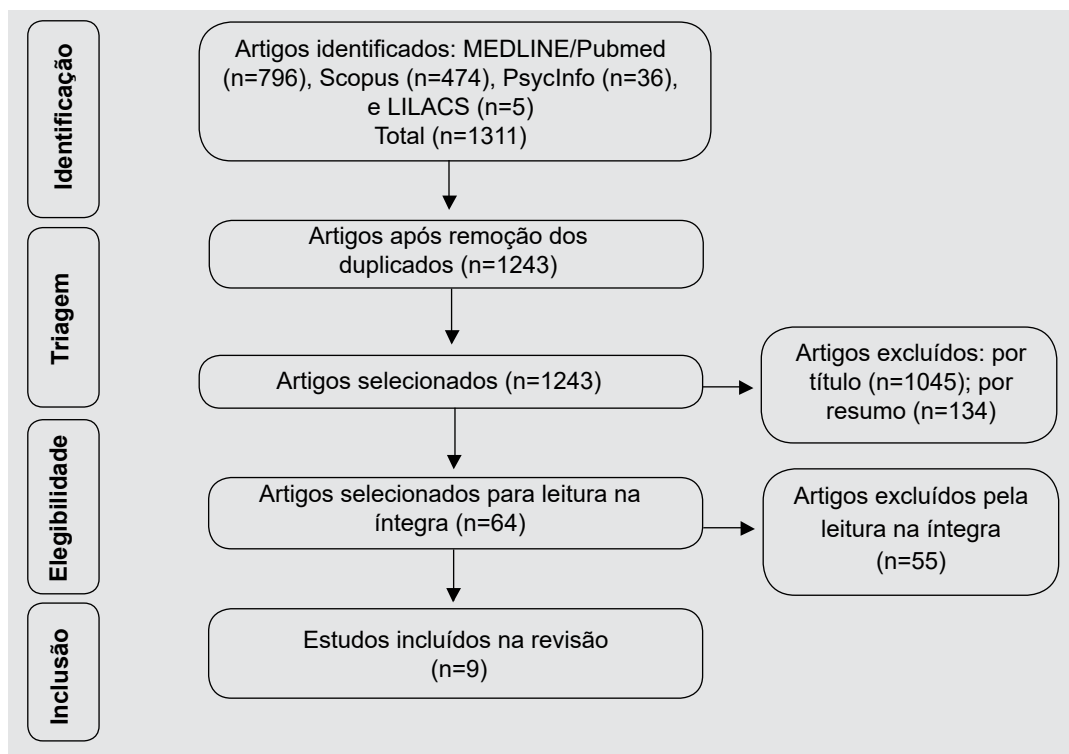 Identificação
Artigos identificados: MEDLINE/Pubmed
(n=796), Scopus (n=474), PsycInfo (n=36),
e LILACS (n=5)
Total (n=1311)
Triagem
Artigos após remoção dos
duplicados (n=1243)
Artigos selecionados (n=1243)
Artigos excluídos: por
título (n=1045); por
resumo (n=134)
Elegibilidade
Artigos selecionados para leitura na
íntegra (n=64)
Artigos excluídos pela
leitura na íntegra
(n=55)
Inclusão
Estudos incluídos na revisão
(n=9)